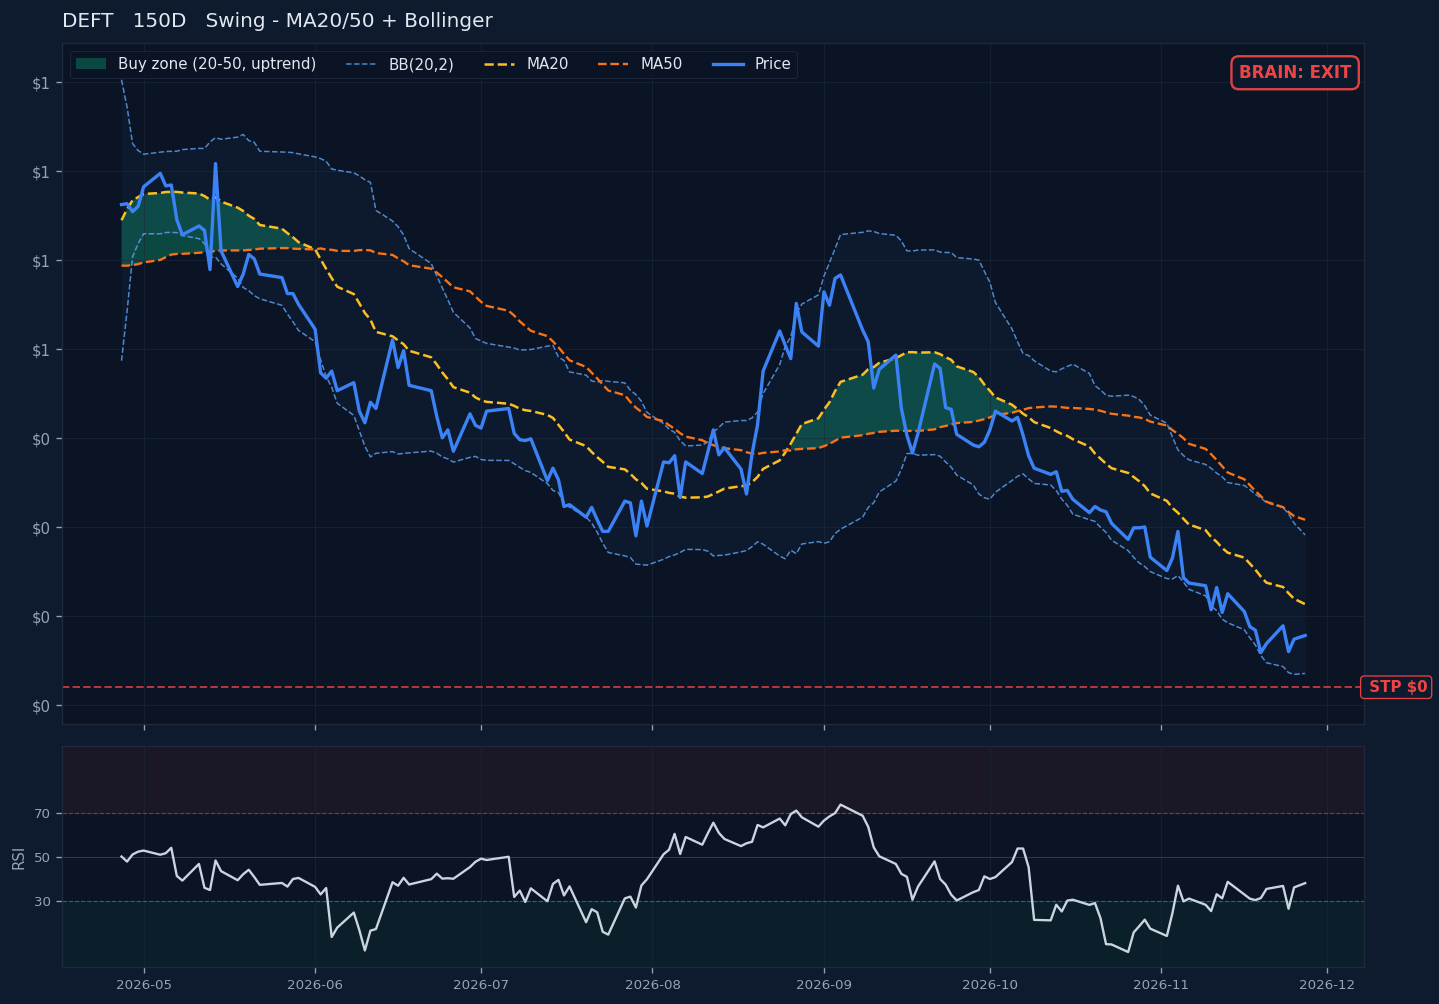 DEFT   150D   Swing - MA20/50 + Bollinger
Buy zone (20-50, uptrend)
BB(20,2)
MA20
MA50
Price
BRAIN: EXIT
$1
$1
$1
$1
$0
$0
$0
$0
STP $0
RSI
70
50
30
2026-05
2026-06
2026-07
2026-08
2026-09
2026-10
2026-11
2026-12